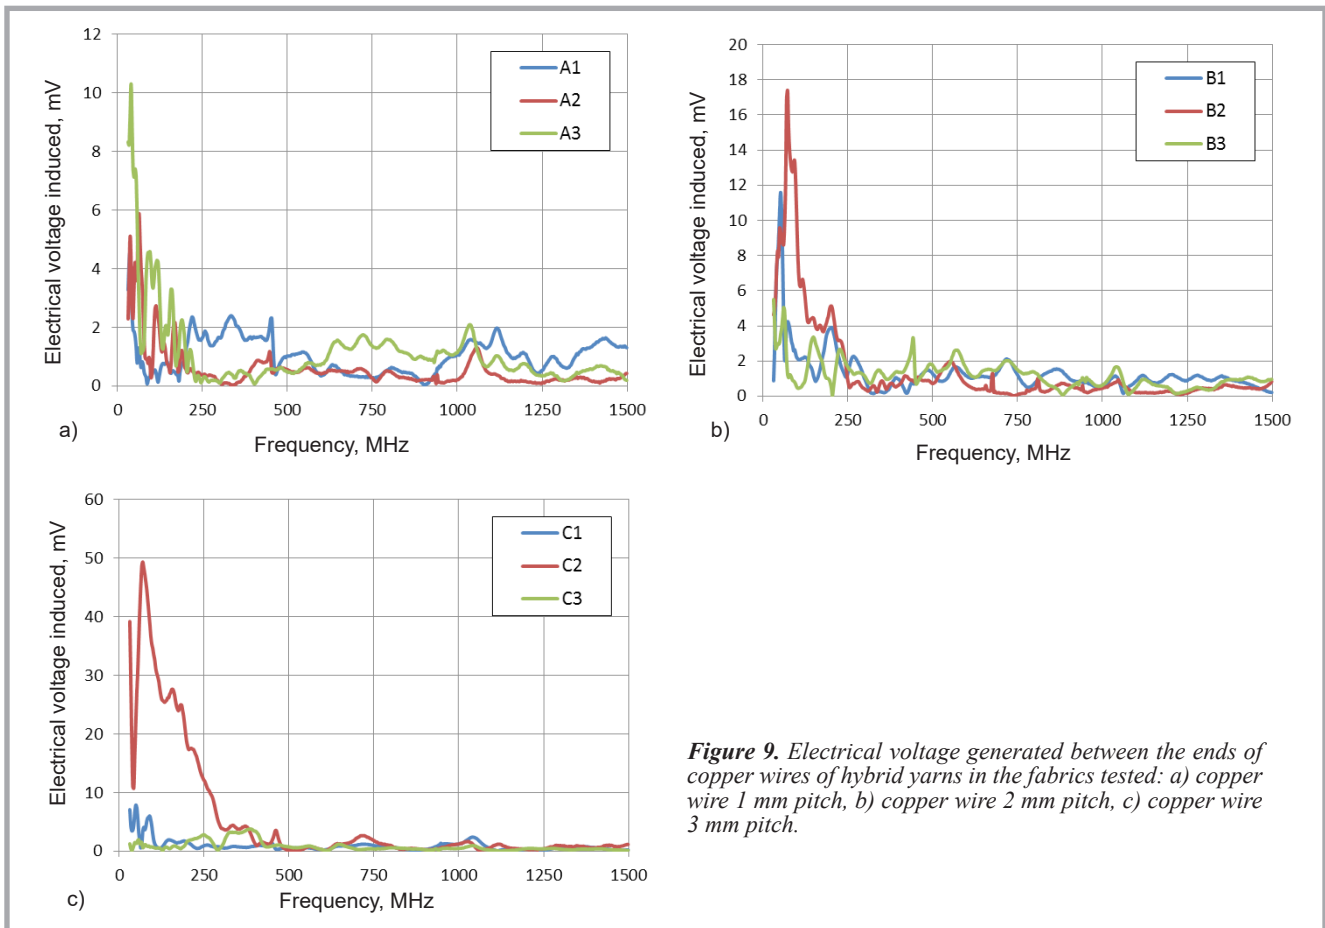 12
10
8
6
4
2
0
Electrical voltage induced, mV
A1
A2
A3
0 250 500 750 1000 1250 1500
Frequency, MHz
a)
20
18
16
14
12
10
8
6
4
2
0
Electrical voltage induced, mV
B1
B2
B3
0 250 500 750 1000 1250 1500
Frequency, MHz
b)
60
50
40
30
20
10
0
Electrical voltage induced, mV
C1
C2
C3
0 250 500 750 1000 1250 1500
Frequency, MHz
c)
Figure 9. Electrical voltage generated between the ends of
copper wires of hybrid yarns in the fabrics tested: a) copper
wire 1 mm pitch, b) copper wire 2 mm pitch, c) copper wire
3 mm pitch.